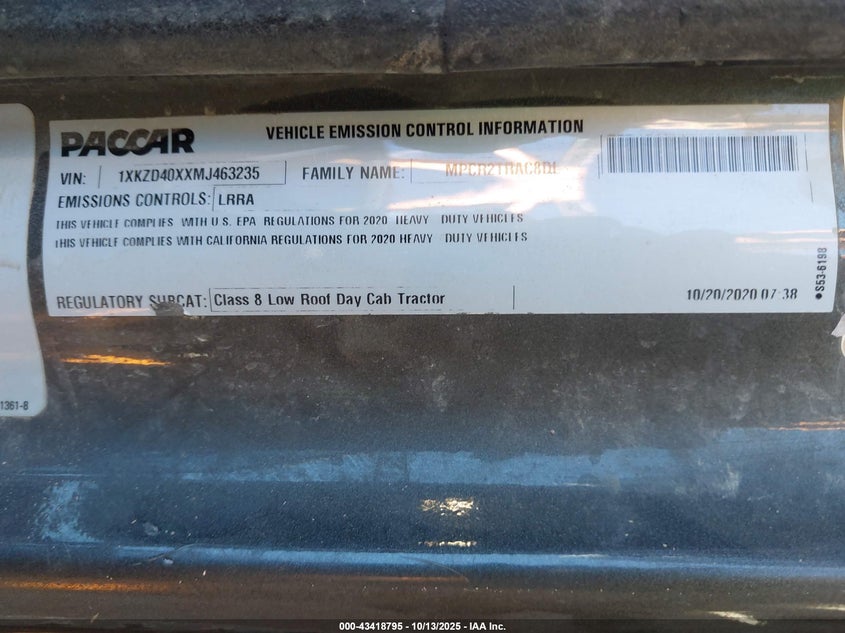 PACCAR
VEHICLE EMISSION CONTROL INFORMATION
VIN: 1XKZD40XXMJ463235 FAMILY NAME:
EMISSIONS CONTROLS: LRRA
THIS VEHICLE COMPLIES WITH U.S. EPA REGULATIONS FOR 2020 HEAVY DUTY VEHICLES
THIS VEHICLE COMPLIES WITH CALIFORNIA REGULATIONS FOR 2020 HEAVY DUTY VEHICLES
REGULATORY SUBCAT: Class 8 Low Roof Day Cab Tractor
10/20/2020 07:38
S53-6198
1361-8
000-43418795 - 10/13/2025 - IAA Inc.